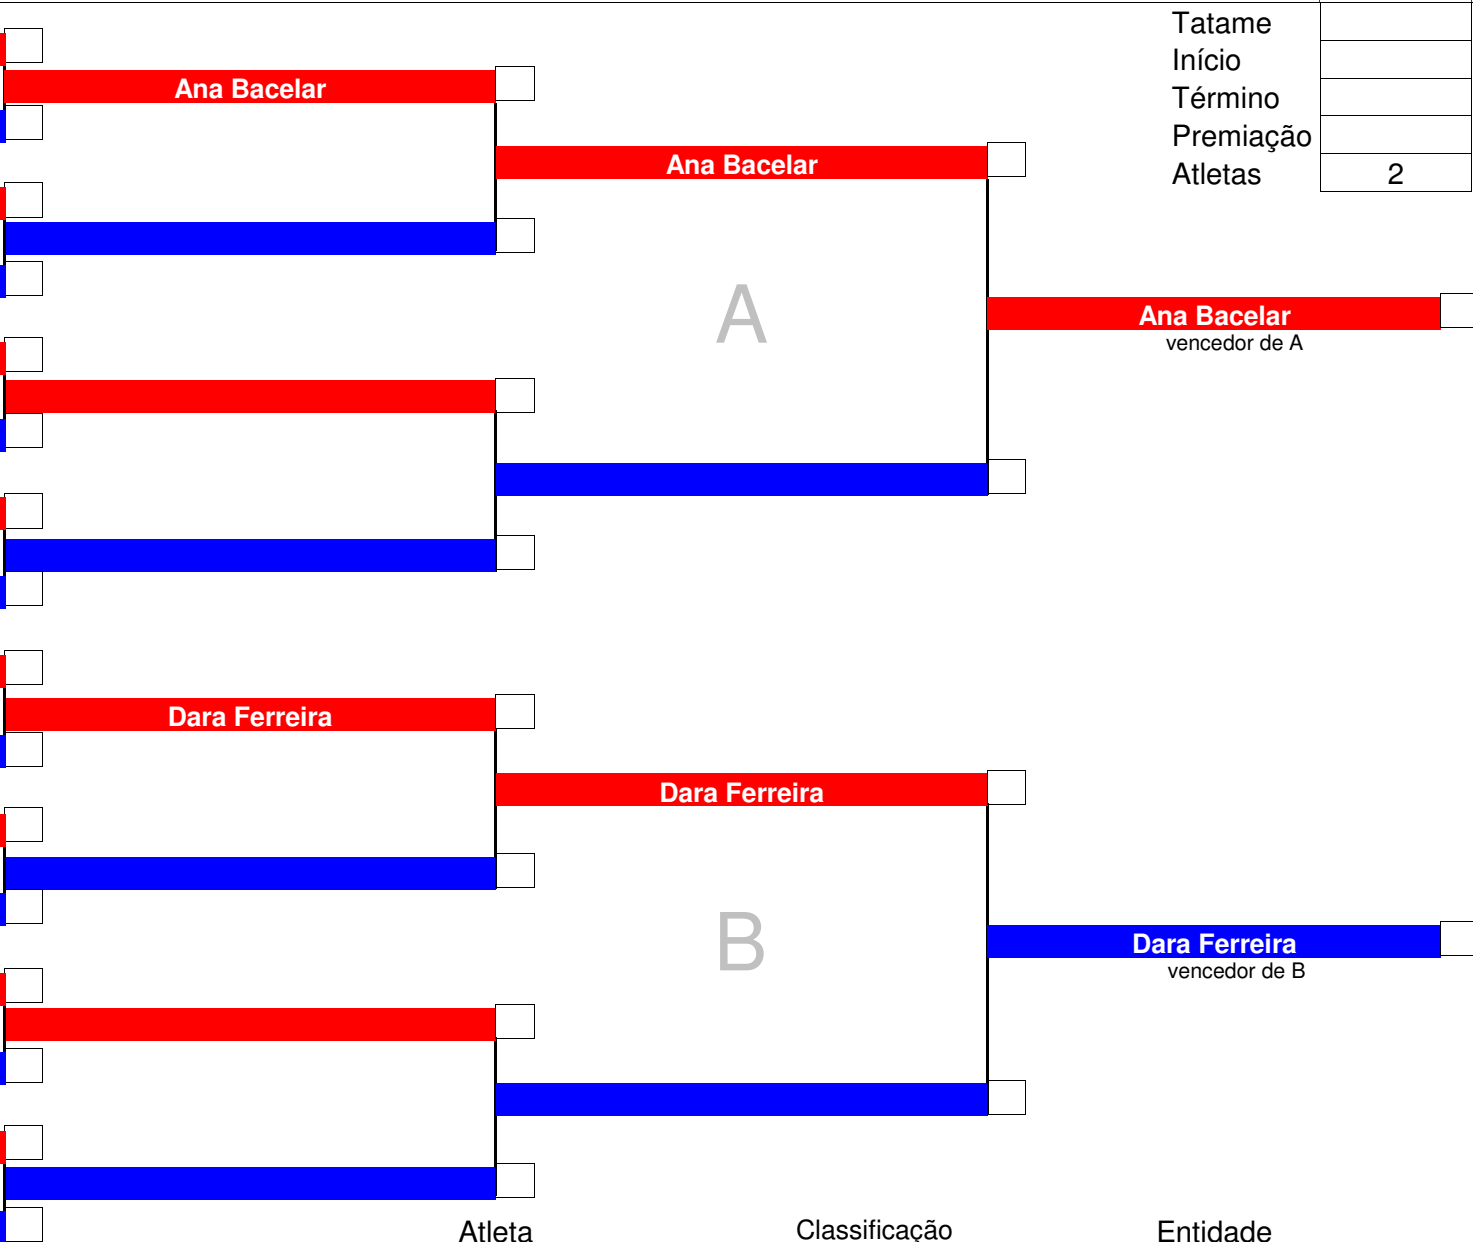 Tatame
Início
Término
Premiação
Atletas 2
Ana Bacelar
Ana Bacelar
A
Ana Bacelar
vencedor de A
Dara Ferreira
Dara Ferreira
B
Dara Ferreira
vencedor de B
Atleta Classificação Entidade